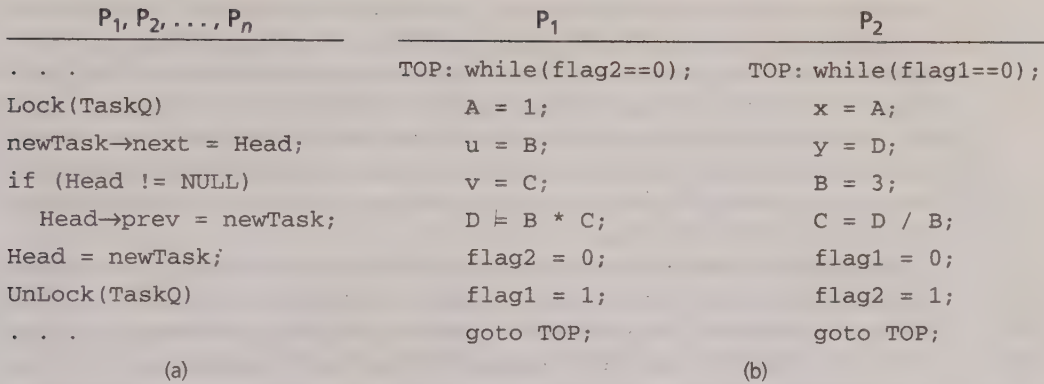 P1, P2, . . . , Pn P1 P2
. . . TOP: while(flag2==0); TOP: while(flag1==0);
Lock(TaskQ) A = 1; x = A;
newTask→next = Head; u = B; y = D;
if (Head != NULL) v = C; B = 3;
Head→prev = newTask; D = B * C; C = D / B;
Head = newTask; flag2 = 0; flag1 = 0;
UnLock(TaskQ) flag1 = 1; flag2 = 1;
. . . goto TOP; goto TOP;
(a) (b)